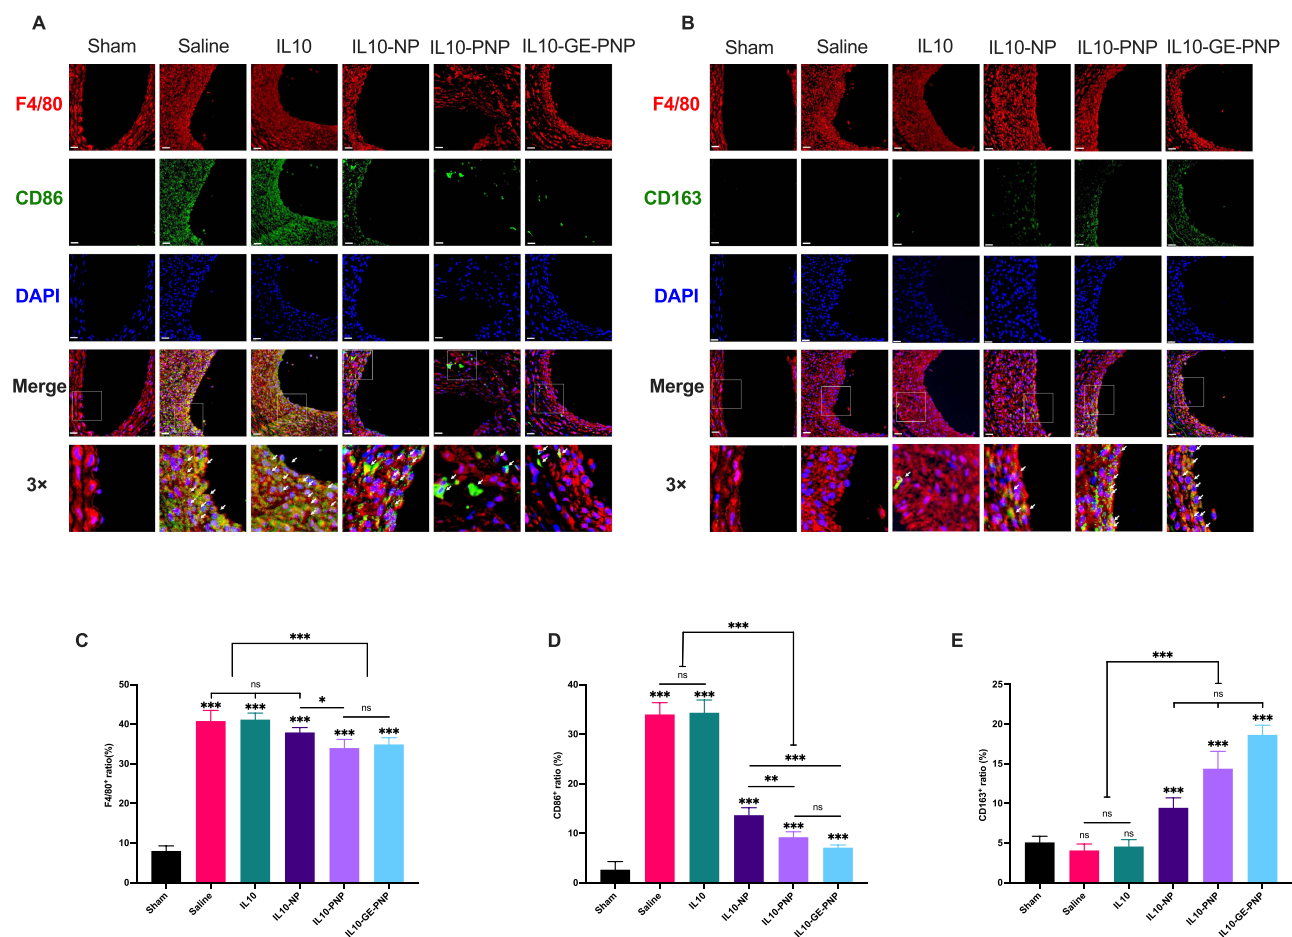 A
Sham Saline IL10 IL10-NP IL10-PNP IL10-GE-PNP
F4/80
CD86
DAPI
Merge
3×
B
Sham Saline IL10 IL10-NP IL10-PNP IL10-GE-PNP
F4/80
CD163
DAPI
Merge
3×
C
***
ns
*
ns
*** *** *** *** ***
F4/80+ ratio(%)
50
40
30
20
10
0
Sham Saline IL10 IL10-NP IL10-PNP IL10-GE-PNP
D
***
ns
*** ***
***
**
ns
*** *** ***
CD86+ ratio (%)
40
30
20
10
0
Sham Saline IL10 IL10-NP IL10-PNP IL10-GE-PNP
E
***
ns
ns
ns ns *** *** ***
CD163+ ratio (%)
25
20
15
10
5
0
Sham Saline IL10 IL10-NP IL10-PNP IL10-GE-PNP